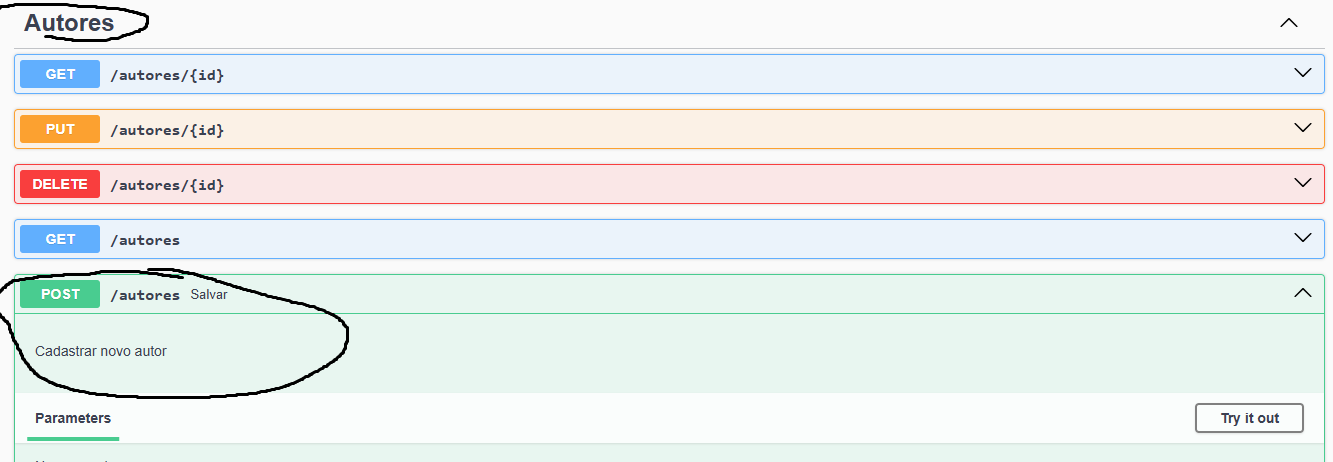 Autores
GET /autores/{id}
PUT /autores/{id}
DELETE /autores/{id}
GET /autores
POST /autores Salvar
Cadastrar novo autor
Parameters Try it out